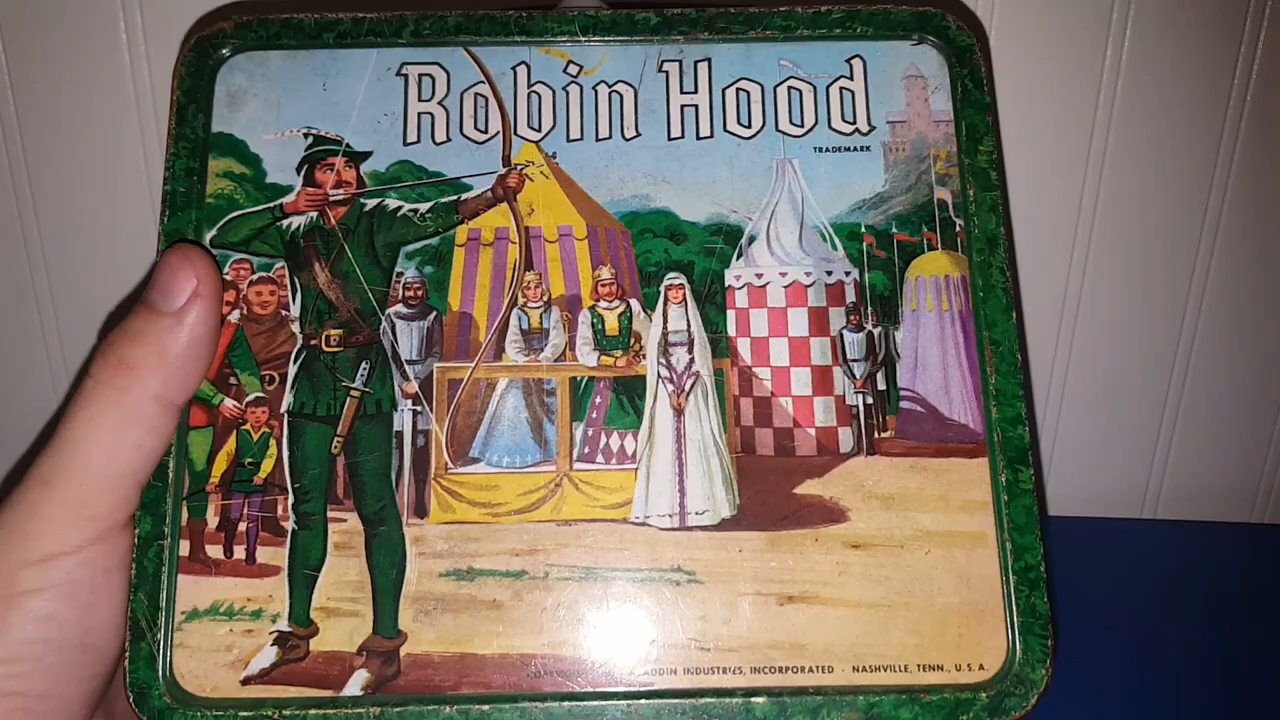 Robin Hood
TRADEMARK
INDUSTRIES, INCORPORATED · NASHVILLE, TENN., U.S.A.